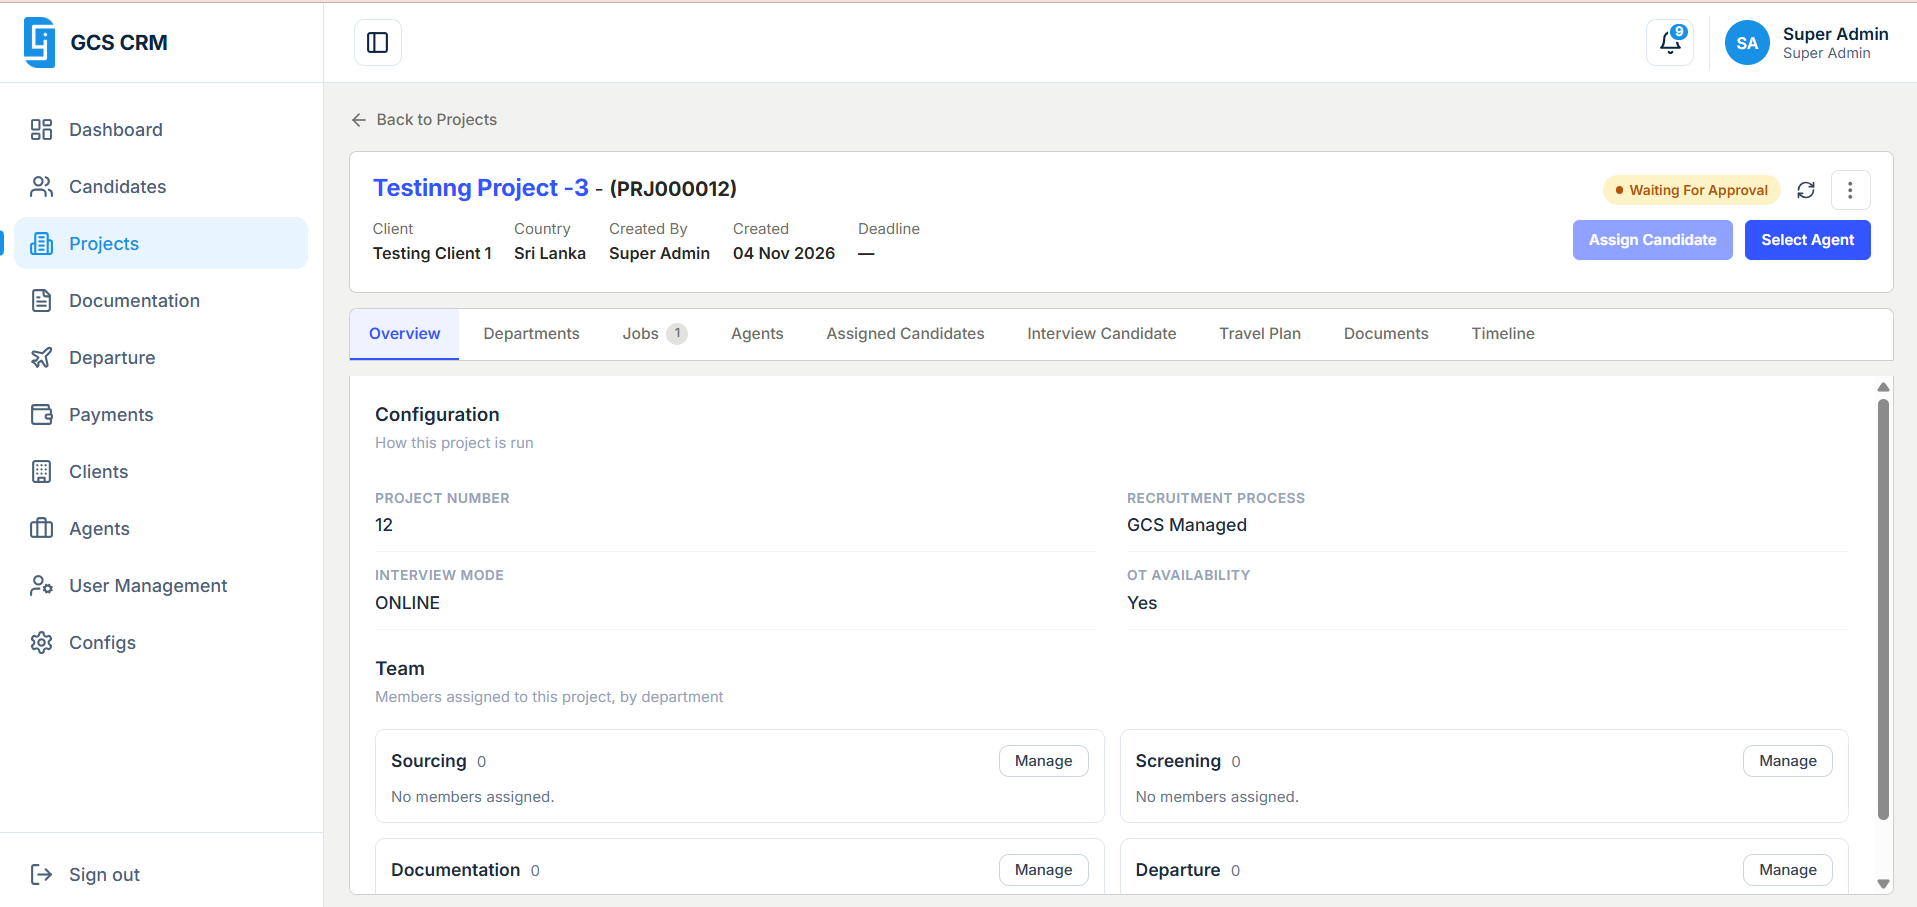 GCS CRM
9
SA
Super Admin
Super Admin
Dashboard
Candidates
Projects
Documentation
Departure
Payments
Clients
Agents
User Management
Configs
Sign out
Back to Projects
Testinng Project -3 - (PRJ000012)
Waiting For Approval
Client Country Created By Created Deadline
Testing Client 1 Sri Lanka Super Admin 04 Nov 2026 —
Assign Candidate Select Agent
Overview Departments Jobs 1 Agents Assigned Candidates Interview Candidate Travel Plan Documents Timeline
Configuration
How this project is run
PROJECT NUMBER RECRUITMENT PROCESS
12 GCS Managed
INTERVIEW MODE OT AVAILABILITY
ONLINE Yes
Team
Members assigned to this project, by department
Sourcing 0 Manage Screening 0 Manage
No members assigned. No members assigned.
Documentation 0 Manage Departure 0 Manage